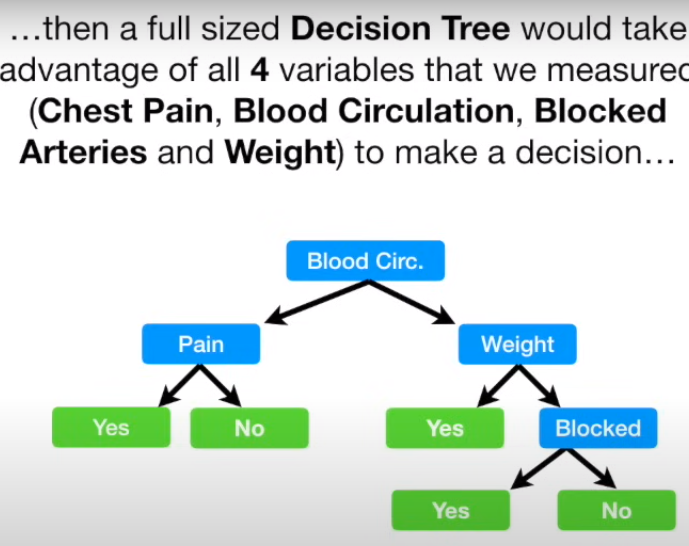 ...then a full sized Decision Tree would take
advantage of all 4 variables that we measured
(Chest Pain, Blood Circulation, Blocked
Arteries and Weight) to make a decision...
Blood Circ.
Pain
Weight
Yes
No
Yes
Blocked
Yes
No